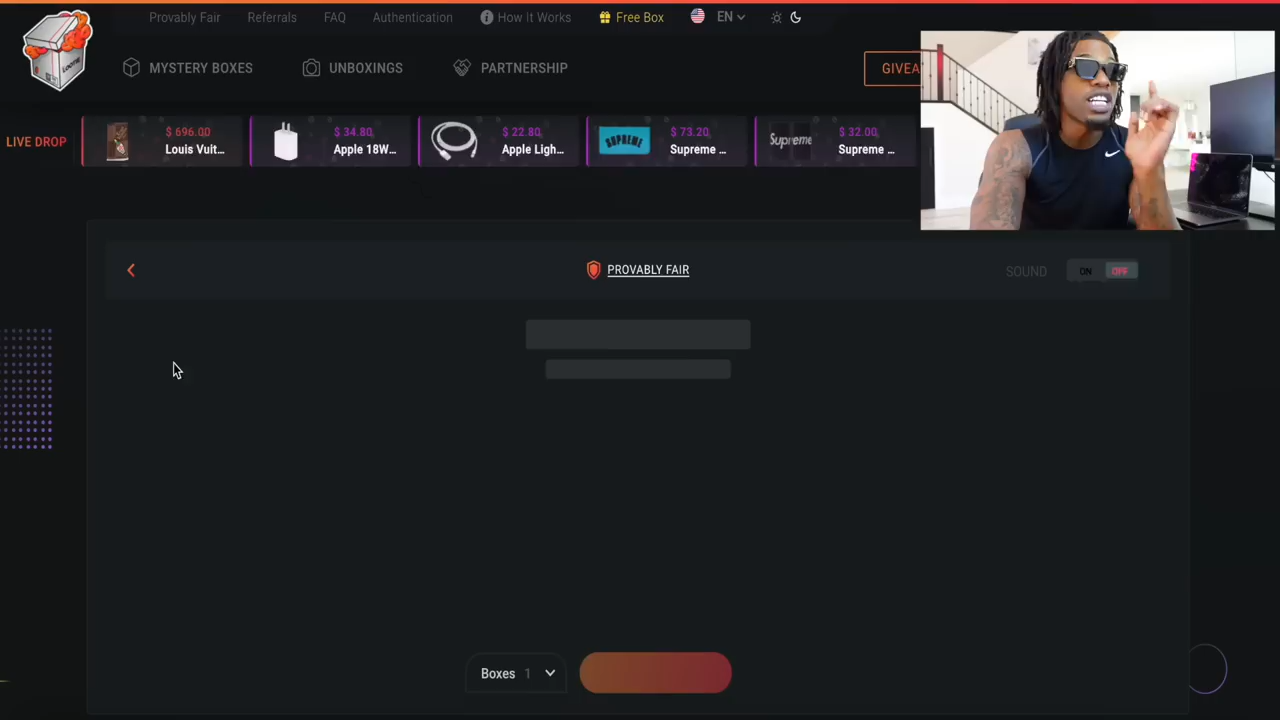 Provably Fair Referrals FAQ Authentication How it Works Free Box EN
MYSTERY BOXES UNBOXINGS PARTNERSHIP GIVEA
LIVE DROP
$ 696.00
Louis Vuit...
$ 34.80
Apple 18W...
$ 22.80
Apple Ligh...
$ 73.20
Supreme ...
$ 32.00
Supreme ...
SUPREME
Supreme
PROVABLY FAIR
SOUND ON OFF
Boxes 1